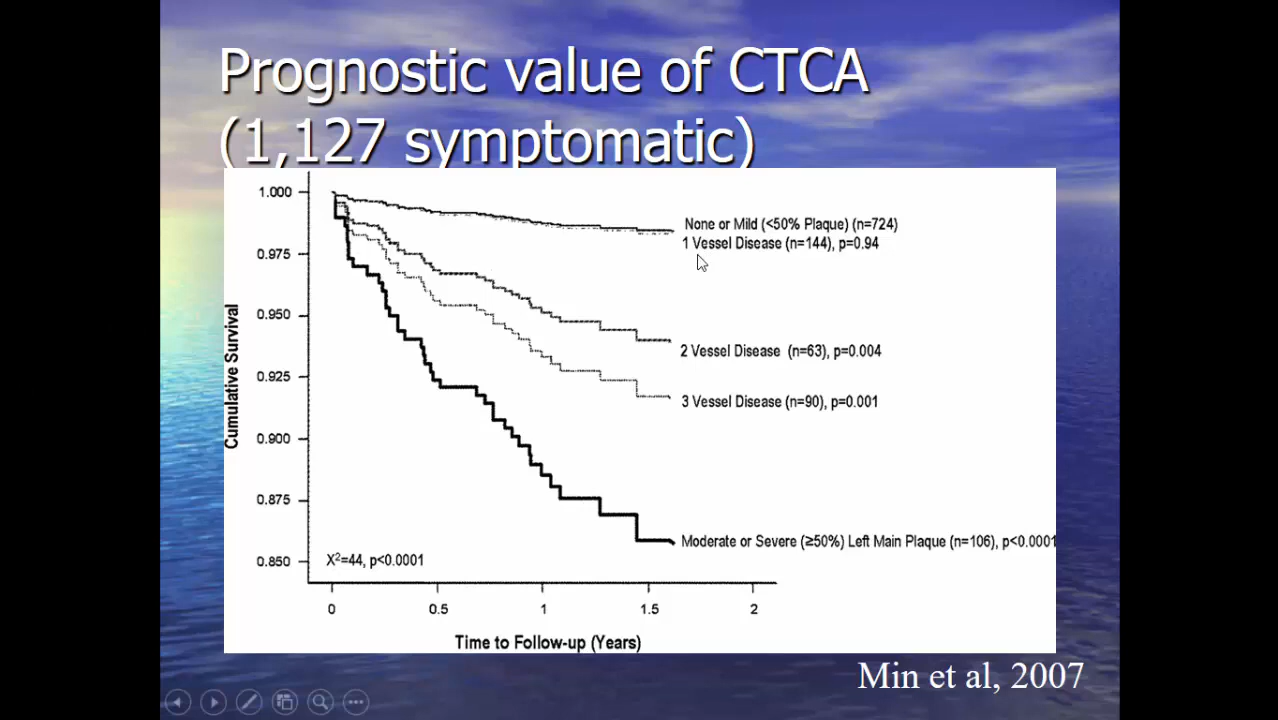 Prognostic value of CTCA
(1,127 symptomatic)
1.000
0.975
0.950
0.925
0.900
0.875
0.850
Cumulative Survival
None or Mild (<50% Plaque) (n=724)
1 Vessel Disease (n=144), p=0.94
2 Vessel Disease (n=63), p=0.004
3 Vessel Disease (n=90), p=0.001
Moderate or Severe (≥50%) Left Main Plaque (n=106), p<0.0001
X²=44, p<0.0001
0 0.5 1 1.5 2
Time to Follow-up (Years)
Min et al, 2007